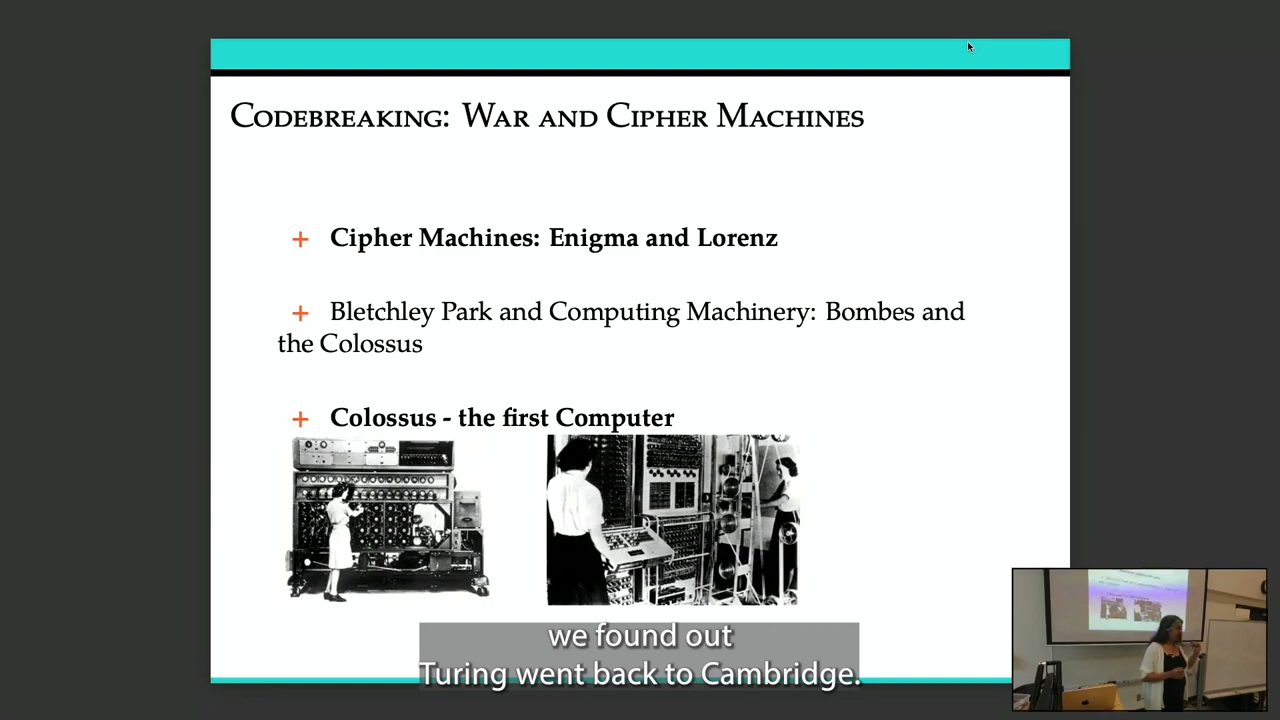 Codebreaking: War and Cipher Machines
+ Cipher Machines: Enigma and Lorenz
+ Bletchley Park and Computing Machinery: Bombes and
the Colossus
+ Colossus - the first Computer
we found out
Turing went back to Cambridge.